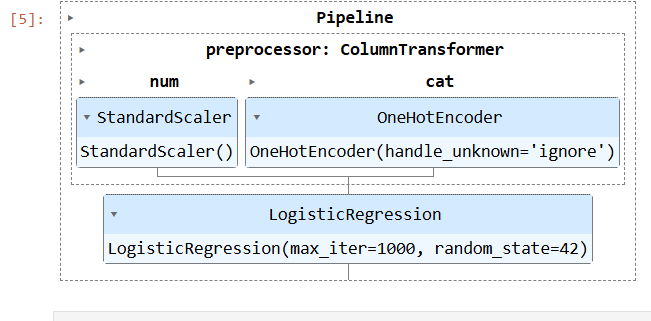 [5]:
Pipeline
preprocessor: ColumnTransformer
num
cat
StandardScaler
StandardScaler()
OneHotEncoder
OneHotEncoder(handle_unknown='ignore')
LogisticRegression
LogisticRegression(max_iter=1000, random_state=42)